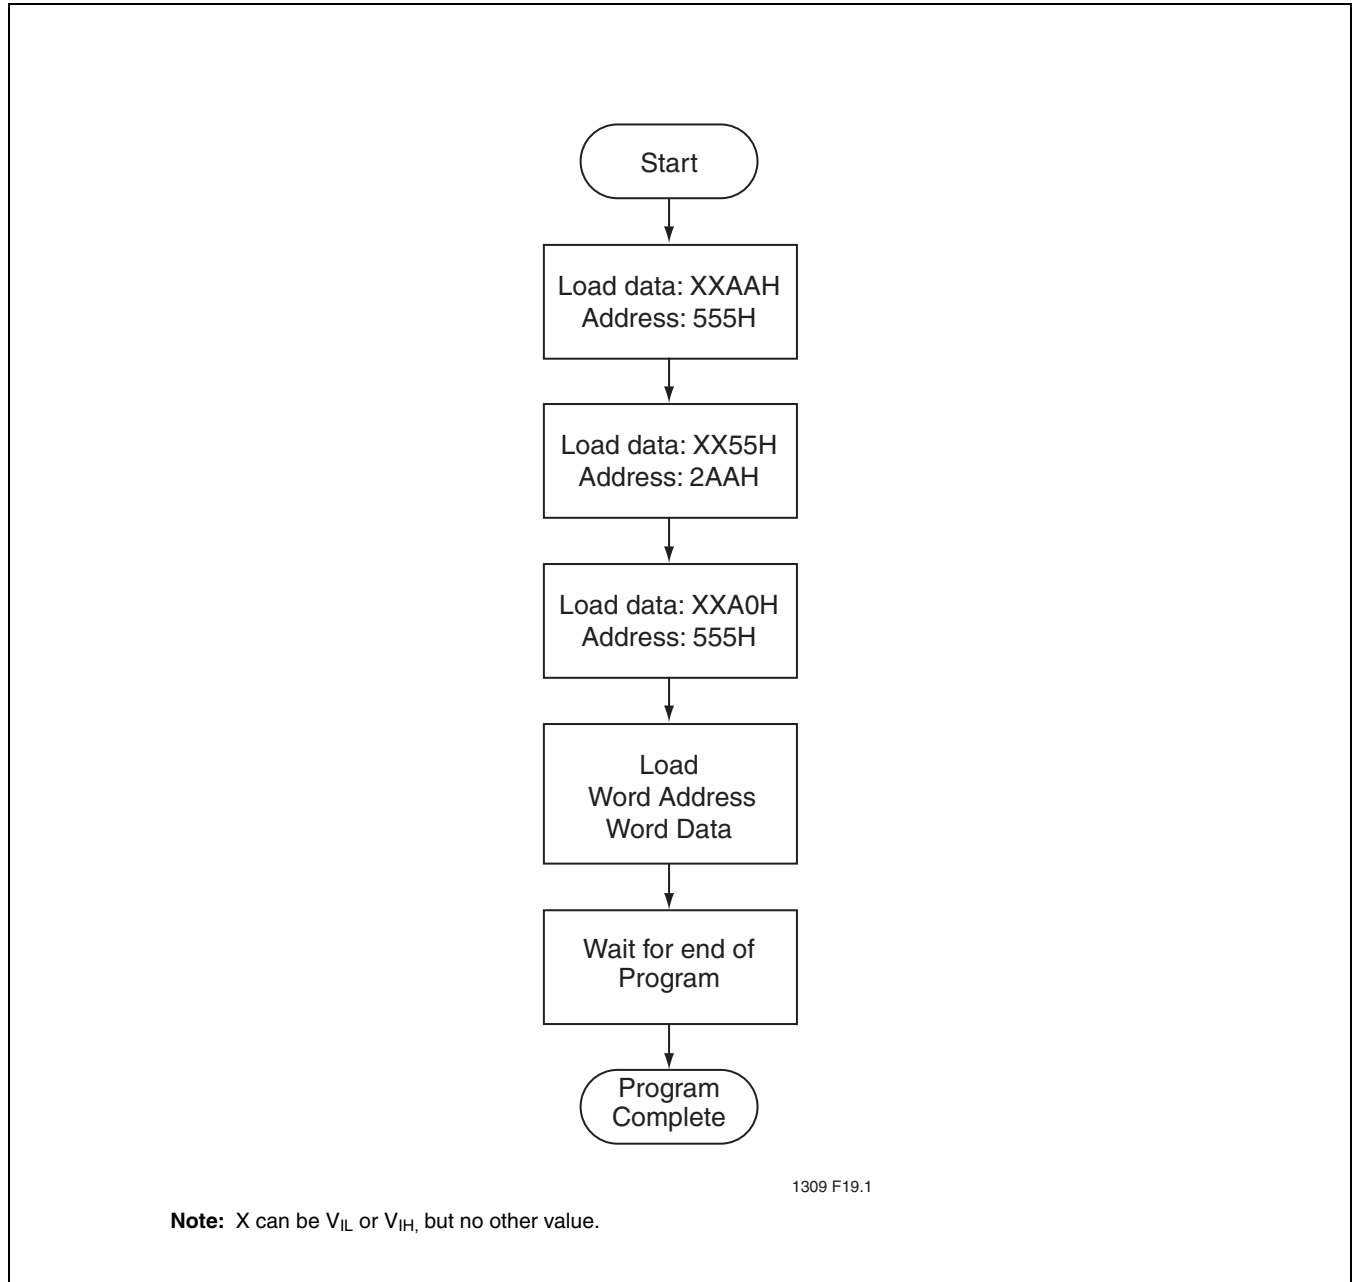 Start
Load data: XXAAH
Address: 555H
Load data: XX55H
Address: 2AAH
Load data: XXA0H
Address: 555H
Load
Word Address
Word Data
Wait for end of
Program
Program
Complete
1309 F19.1
Note: X can be VIL or VIH, but no other value.